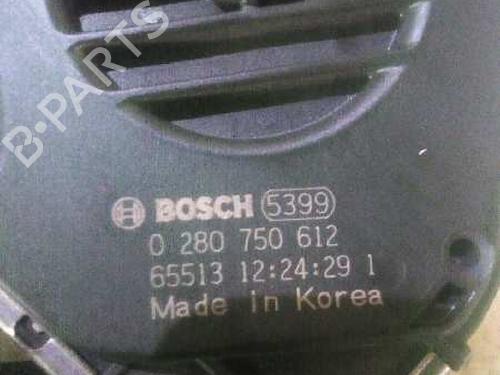 B-PARTS
BOSCH 5399
0 280 750 612
65513 12:24:29 1
Made in Korea